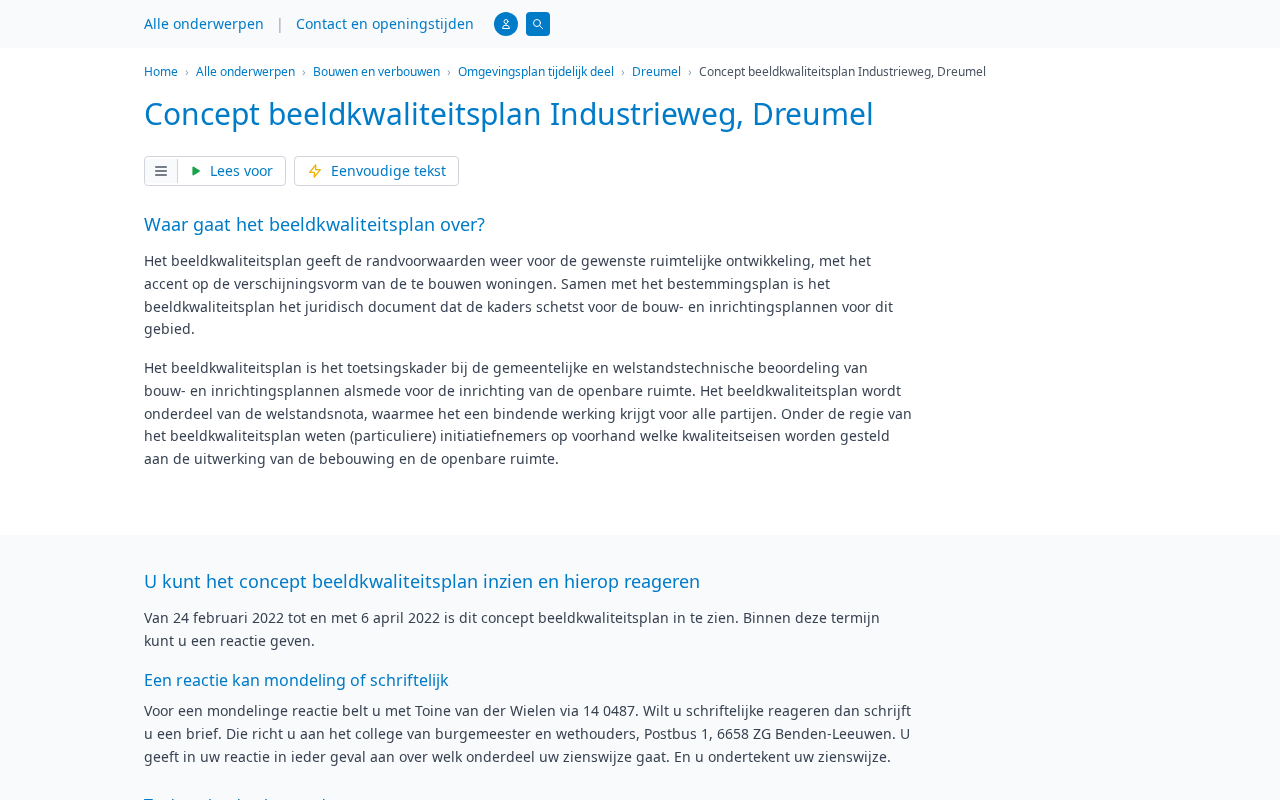 Alle onderwerpen | Contact en openingstijden
Home › Alle onderwerpen › Bouwen en verbouwen › Omgevingsplan tijdelijk deel › Dreumel › Concept beeldkwaliteitsplan Industrieweg, Dreumel
Concept beeldkwaliteitsplan Industrieweg, Dreumel
Lees voor Eenvoudige tekst
Waar gaat het beeldkwaliteitsplan over?
Het beeldkwaliteitsplan geeft de randvoorwaarden weer voor de gewenste ruimtelijke ontwikkeling, met het
accent op de verschijningsvorm van de te bouwen woningen. Samen met het bestemmingsplan is het
beeldkwaliteitsplan het juridisch document dat de kaders schetst voor de bouw- en inrichtingsplannen voor dit
gebied.
Het beeldkwaliteitsplan is het toetsingskader bij de gemeentelijke en welstandstechnische beoordeling van
bouw- en inrichtingsplannen alsmede voor de inrichting van de openbare ruimte. Het beeldkwaliteitsplan wordt
onderdeel van de welstandsnota, waarmee het een bindende werking krijgt voor alle partijen. Onder de regie van
het beeldkwaliteitsplan weten (particuliere) initiatiefnemers op voorhand welke kwaliteitseisen worden gesteld
aan de uitwerking van de bebouwing en de openbare ruimte.
U kunt het concept beeldkwaliteitsplan inzien en hierop reageren
Van 24 februari 2022 tot en met 6 april 2022 is dit concept beeldkwaliteitsplan in te zien. Binnen deze termijn
kunt u een reactie geven.
Een reactie kan mondeling of schriftelijk
Voor een mondelinge reactie belt u met Toine van der Wielen via 14 0487. Wilt u schriftelijke reageren dan schrijft
u een brief. Die richt u aan het college van burgemeester en wethouders, Postbus 1, 6658 ZG Benden-Leeuwen. U
geeft in uw reactie in ieder geval aan over welk onderdeel uw zienswijze gaat. En u ondertekent uw zienswijze.